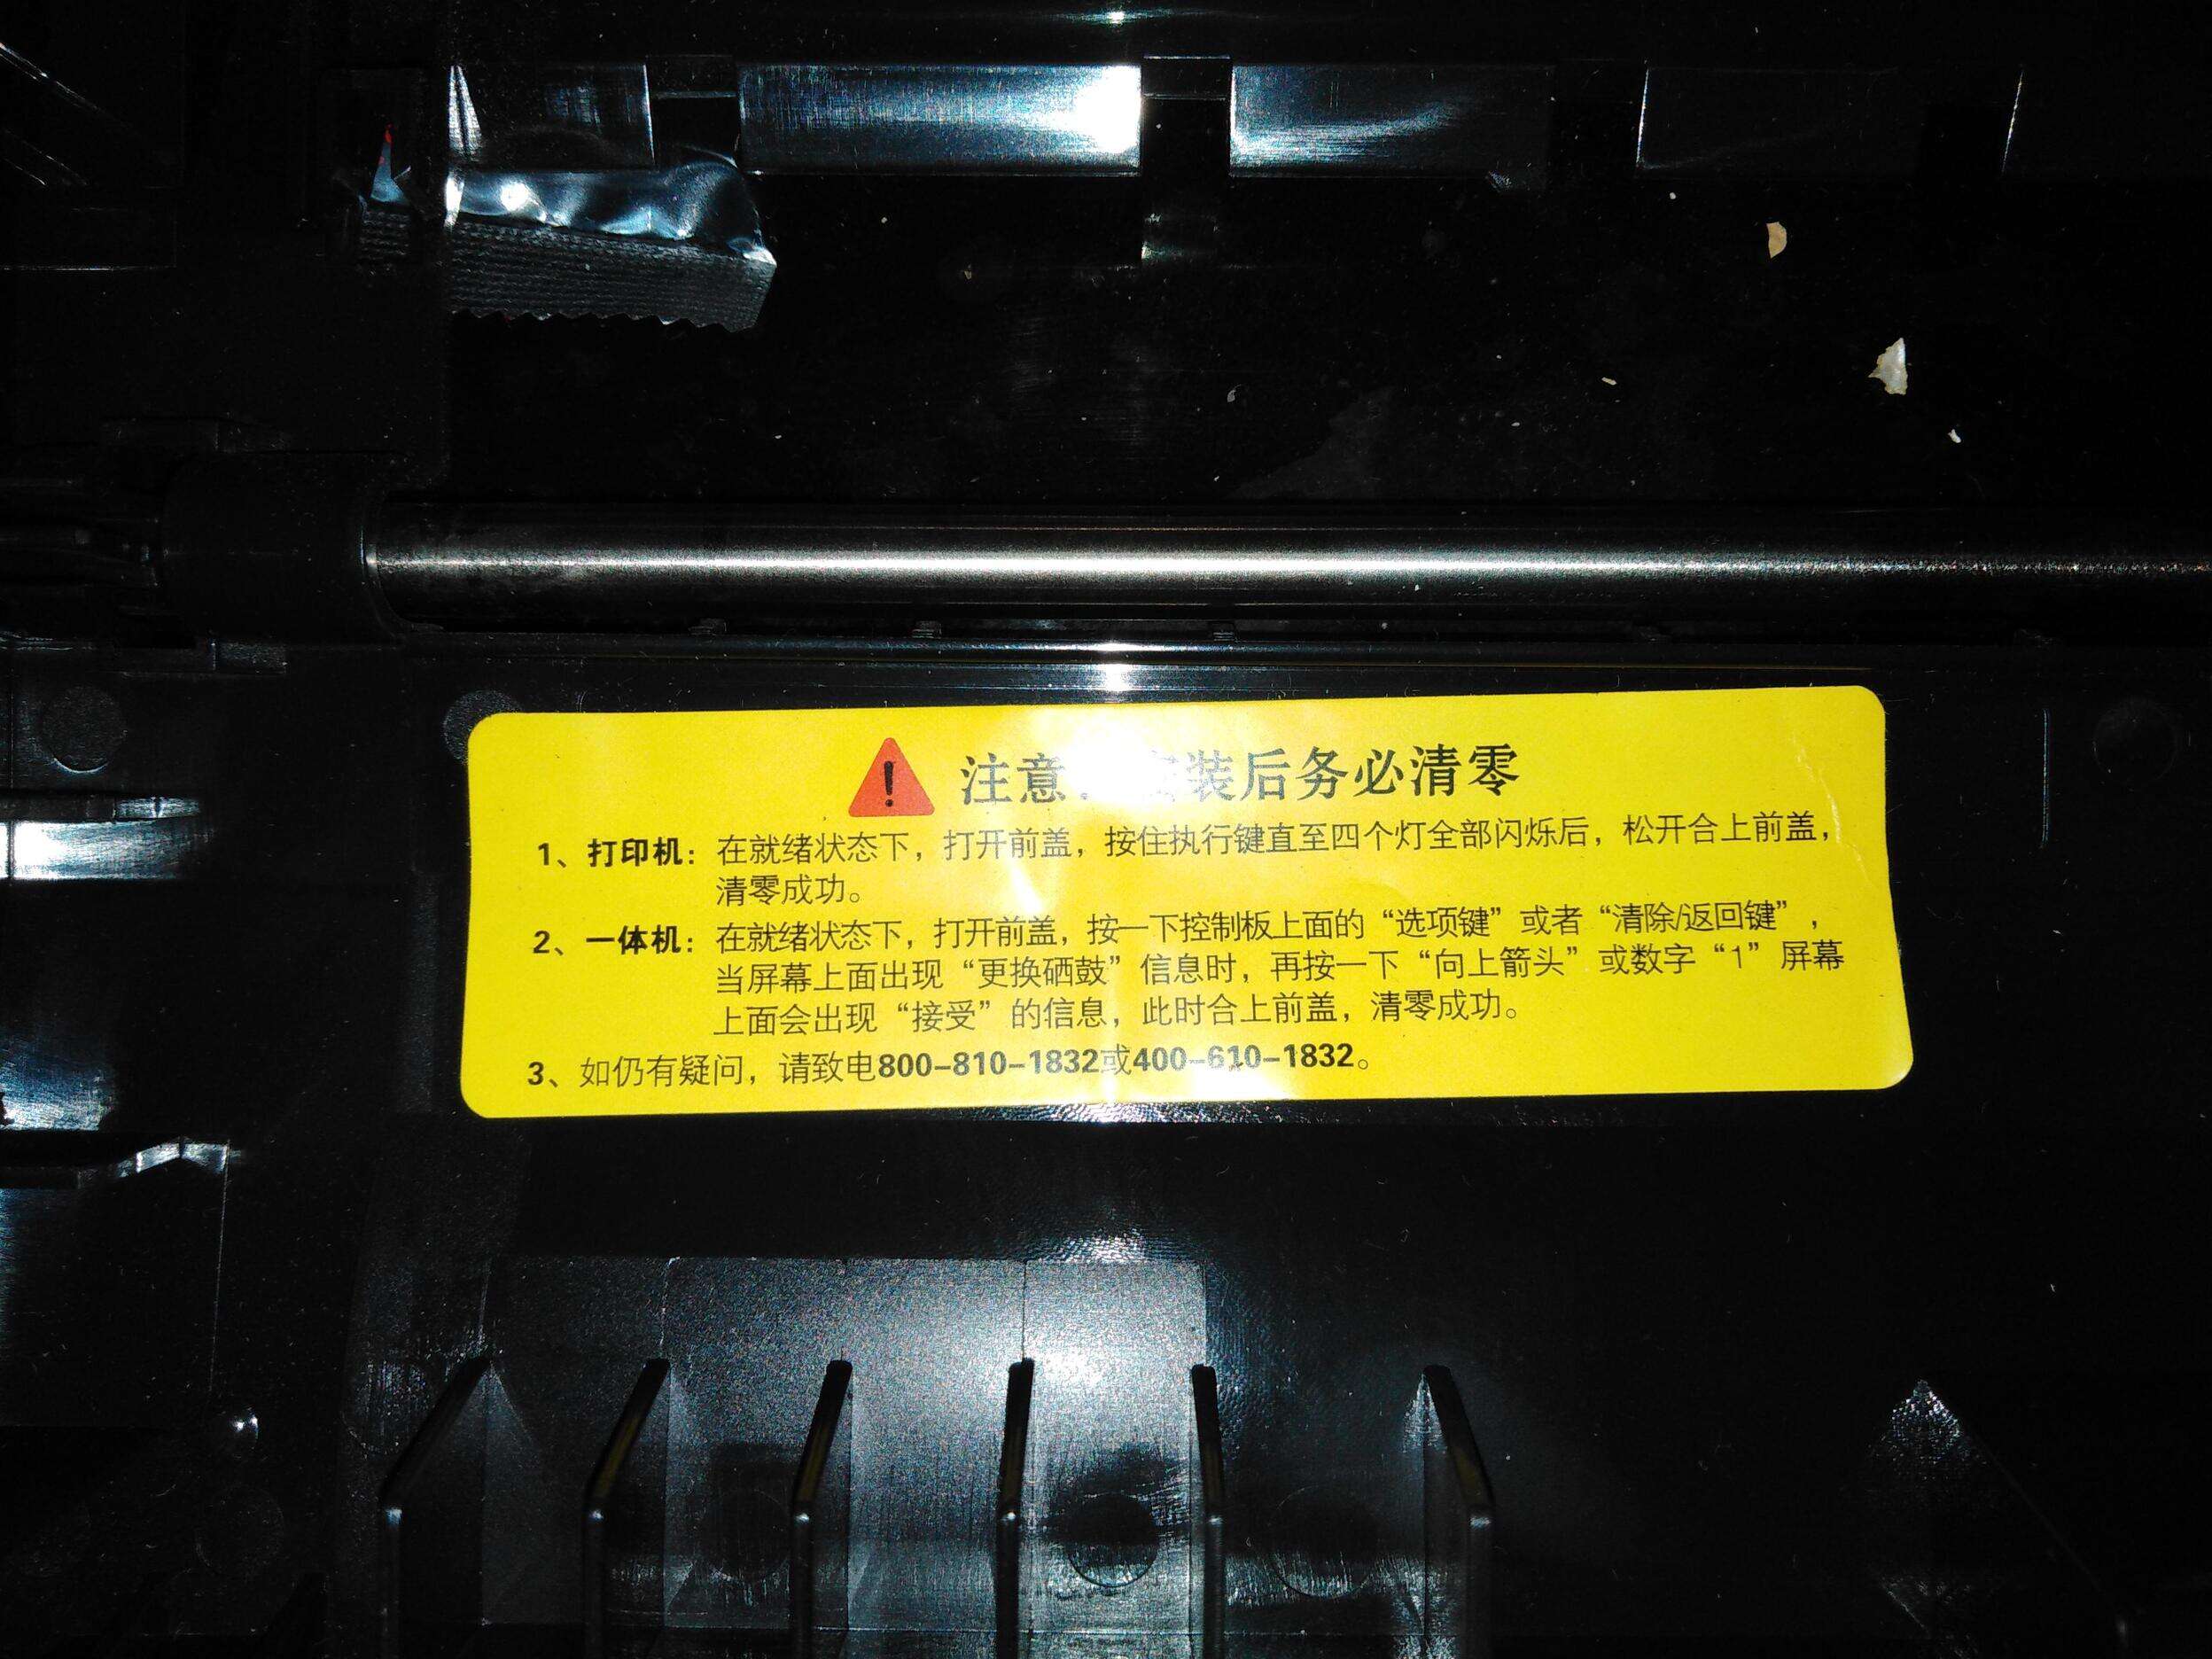 注意 装后务必清零
1、打印机：在就绪状态下，打开前盖，按住执行键直至四个灯全部闪烁后，松开合上前盖，
清零成功。
2、一体机：在就绪状态下，打开前盖，按一下控制板上面的“选项键”或者“清除/返回键”，
当屏幕上面出现“更换硒鼓”信息时，再按一下“向上箭头”或数字“1”屏幕
上面会出现“接受”的信息，此时合上前盖，清零成功。
3、如仍有疑问，请致电800-810-1832或400-610-1832。